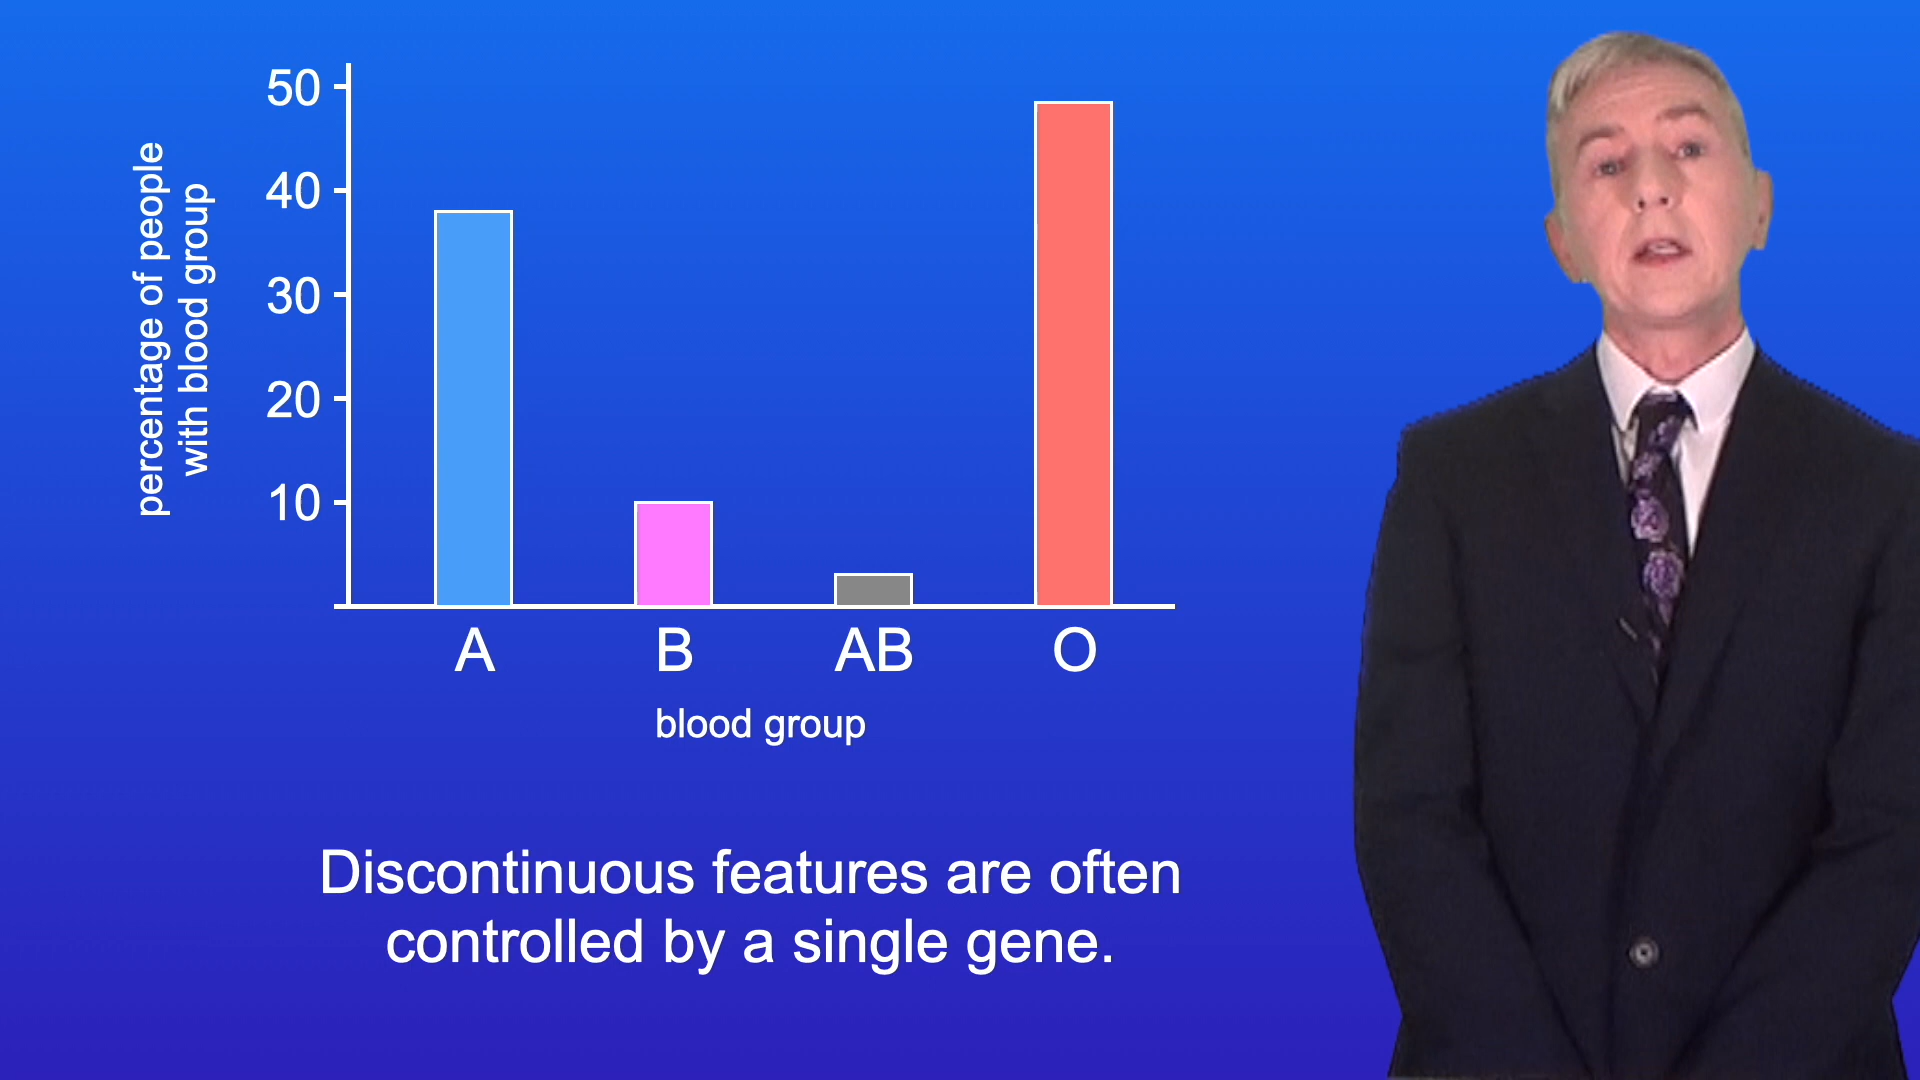 50
40
30
20
10
percentage of people
with blood group
A B AB O
blood group
Discontinuous features are often
controlled by a single gene.